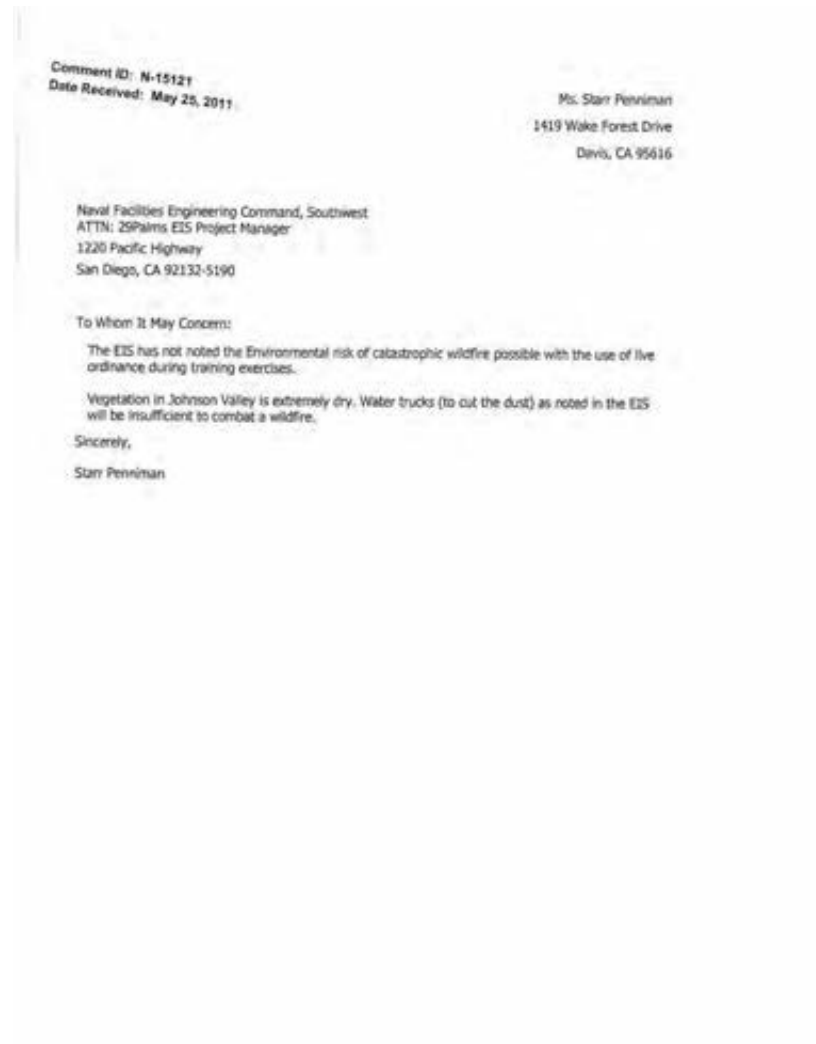 Comment ID: N-15121
Date Received: May 25, 2011
Ms. Starr Penniman
1419 Wake Forest Drive
Davis, CA 95616
Naval Facilities Engineering Command, Southwest
ATTN: 29Palms EIS Project Manager
1220 Pacific Highway
San Diego, CA 92132-5190
To Whom It May Concern:
The EIS has not noted the Environmental risk of catastrophic wildfire possible with the use of live
ordinance during training exercises.
Vegetation in Johnson Valley is extremely dry. Water trucks (to cut the dust) as noted in the EIS
will be insufficient to combat a wildfire.
Sincerely,
Starr Penniman